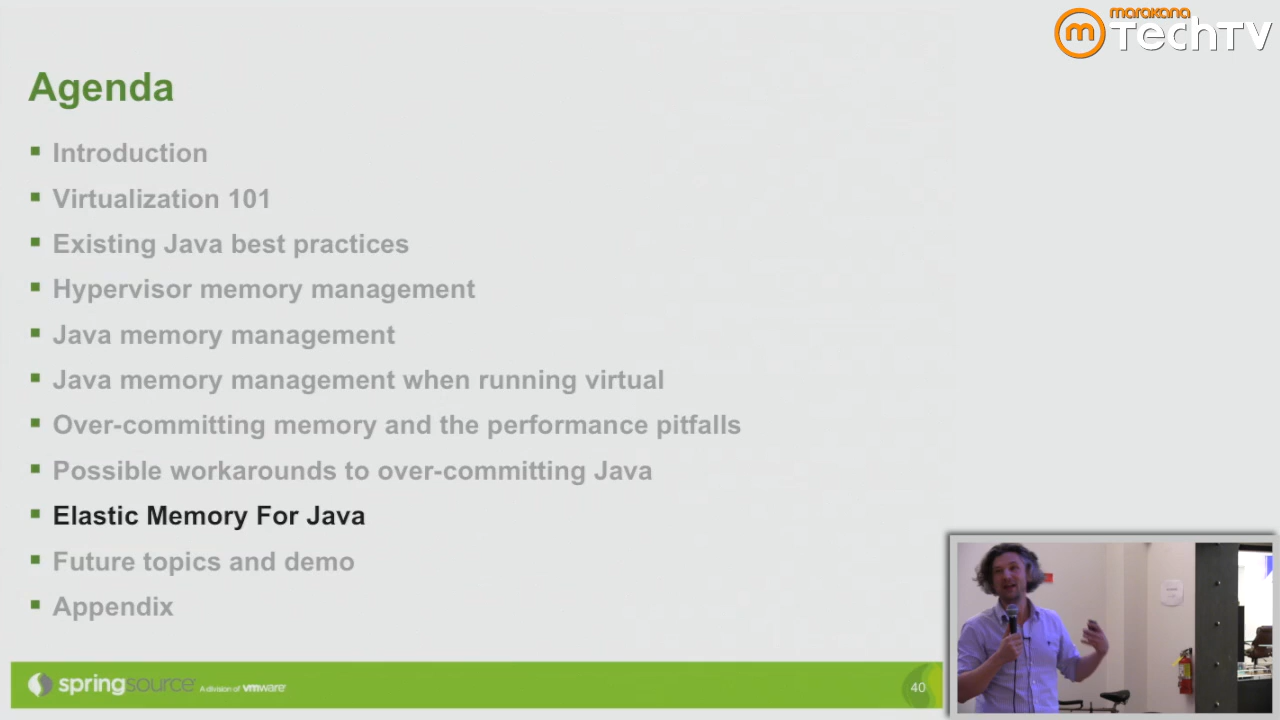 marakana
m TechTV
Agenda
Introduction
Virtualization 101
Existing Java best practices
Hypervisor memory management
Java memory management
Java memory management when running virtual
Over-committing memory and the performance pitfalls
Possible workarounds to over-committing Java
Elastic Memory For Java
Future topics and demo
Appendix
springsource A division of vmware
40